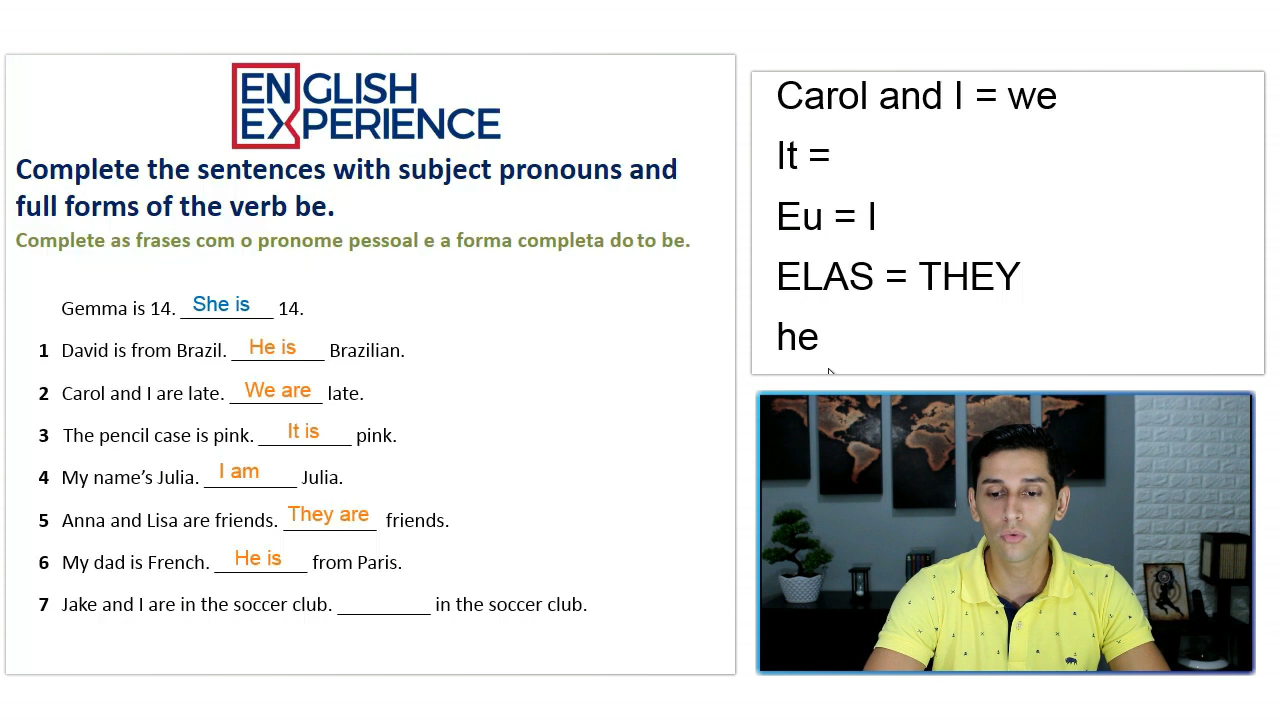 ENGLISH
EXPERIENCE
Complete the sentences with subject pronouns and
full forms of the verb be.
Complete as frases com o pronome pessoal e a forma completa do to be.
Gemma is 14. She is 14.
1 David is from Brazil. He is Brazilian.
2 Carol and I are late. We are late.
3 The pencil case is pink. It is pink.
4 My name’s Julia. I am Julia.
5 Anna and Lisa are friends. They are friends.
6 My dad is French. He is from Paris.
7 Jake and I are in the soccer club. __________ in the soccer club.
Carol and I = we
It =
Eu = I
ELAS = THEY
he